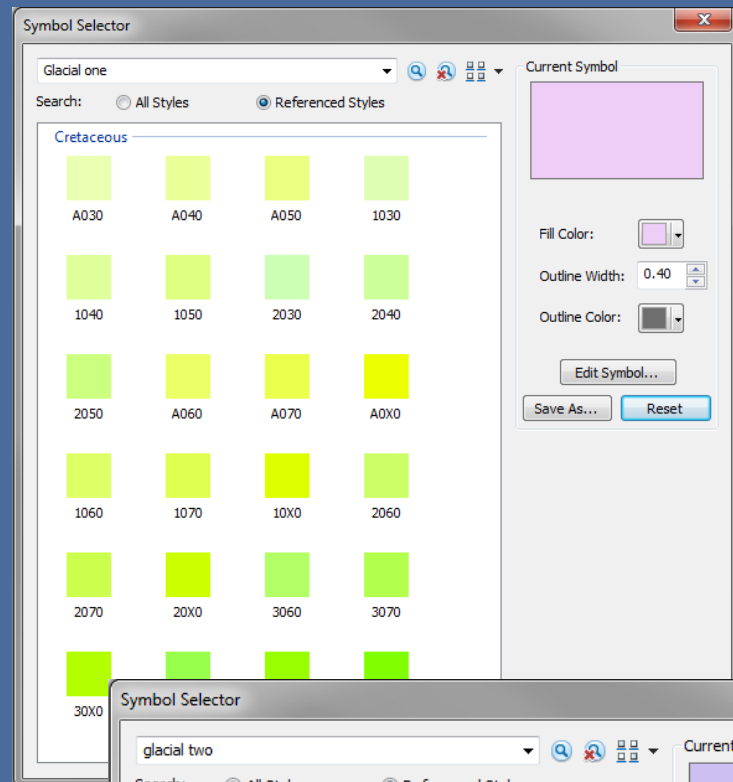 Symbol Selector
Glacial one
Search: All Styles Referenced Styles
Cretaceous
A030 A040 A050 1030
1040 1050 2030 2040
2050 A060 A070 A0X0
1060 1070 10X0 2060
2070 20X0 3060 3070
30X0
Current Symbol
Fill Color:
Outline Width: 0.40
Outline Color:
Edit Symbol...
Save As... Reset
Symbol Selector
glacial two
Current